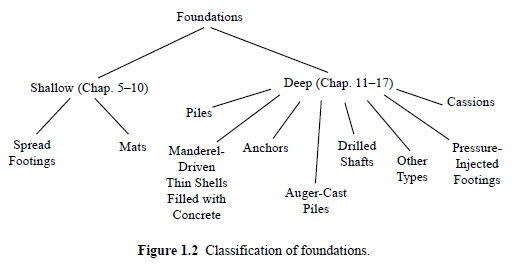 Foundations
Shallow (Chap. 5–10)
Deep (Chap. 11–17)
Cassions
Piles
Spread
Footings
Mats
Manderel-
Driven
Thin Shells
Filled with
Concrete
Anchors
Auger-Cast
Piles
Drilled
Shafts
Other
Types
Pressure-
Injected
Footings
Figure 1.2 Classification of foundations.